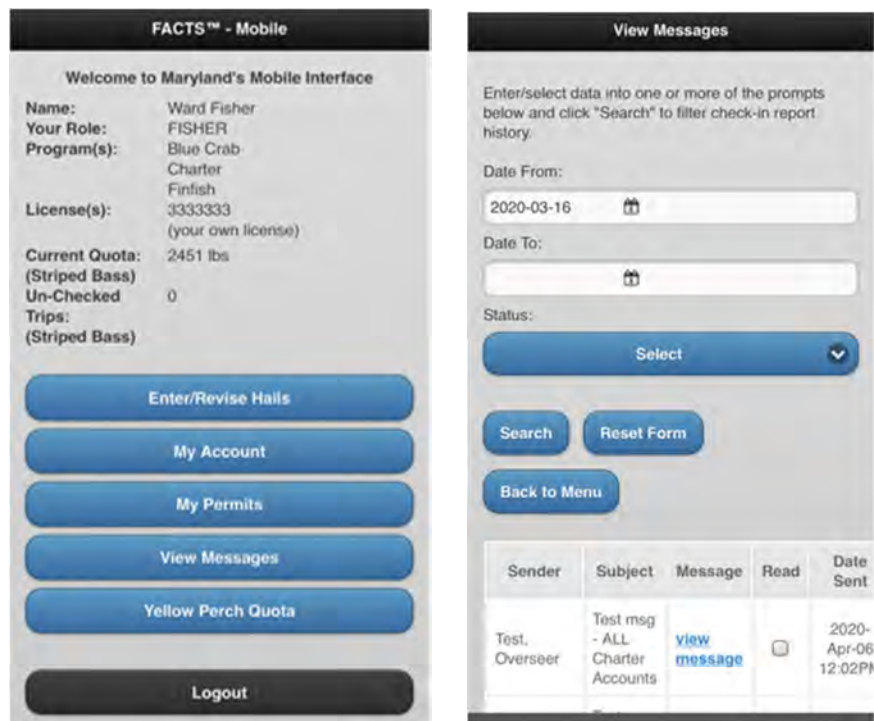 FACTS™ - Mobile
Welcome to Maryland's Mobile Interface
Name: Ward Fisher
Your Role: FISHER
Program(s): Blue Crab
Charter
Finfish
License(s): 3333333
(your own license)
Current Quota: 2451 lbs
(Striped Bass)
Un-Checked 0
Trips:
(Striped Bass)
Enter/Revise Hails
My Account
My Permits
View Messages
Yellow Perch Quota
Logout
View Messages
Enter/select data into one or more of the prompts
below and click "Search" to filter check-in report
history.
Date From:
2020-03-16
Date To:
Status:
Select
Search Reset Form
Back to Menu
Sender Subject Message Read Date
Sent
Test,
Overseer
Test msg
- ALL
Charter
Accounts
view
message
2020-
Apr-06
12:02PM